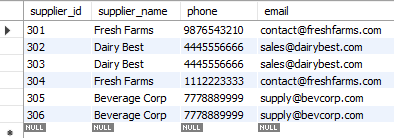 supplier_id supplier_name phone email
301 Fresh Farms 9876543210 contact@freshfarms.com
302 Dairy Best 4445556666 sales@dairybest.com
303 Dairy Best 4445556666 sales@dairybest.com
304 Fresh Farms 1112223333 contact@freshfarms.com
305 Beverage Corp 7778889999 supply@bevcorp.com
306 Beverage Corp 7778889999 supply@bevcorp.com
NULL NULL NULL NULL